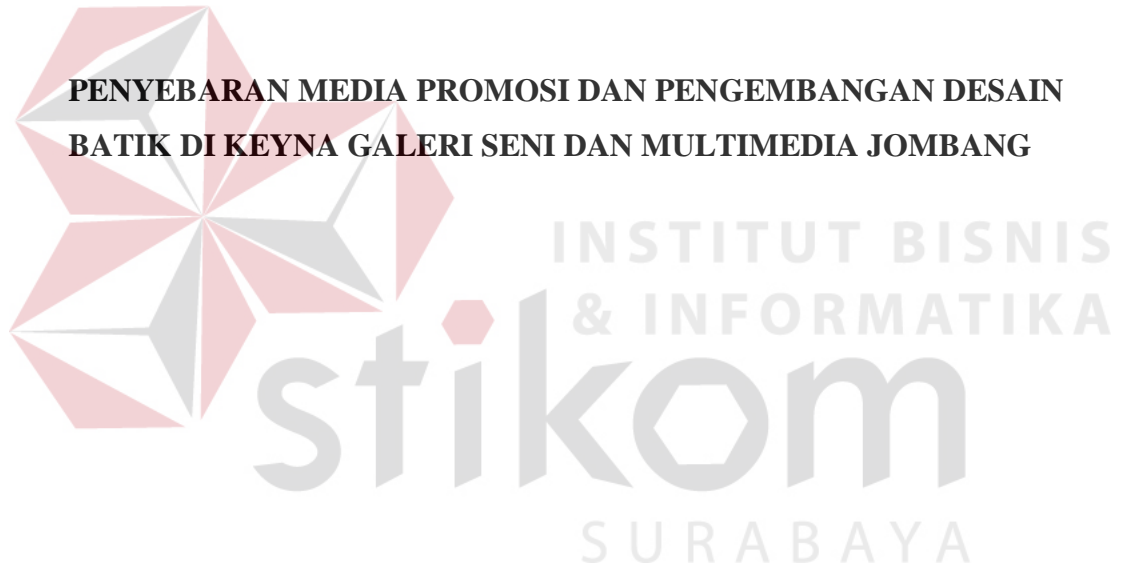 PENYEBARAN MEDIA PROMOSI DAN PENGEMBANGAN DESAIN
BATIK DI KEYNA GALERI SENI DAN MULTIMEDIA JOMBANG
INSTITUT BISNIS
& INFORMATIKA
stikom
SURABAYA